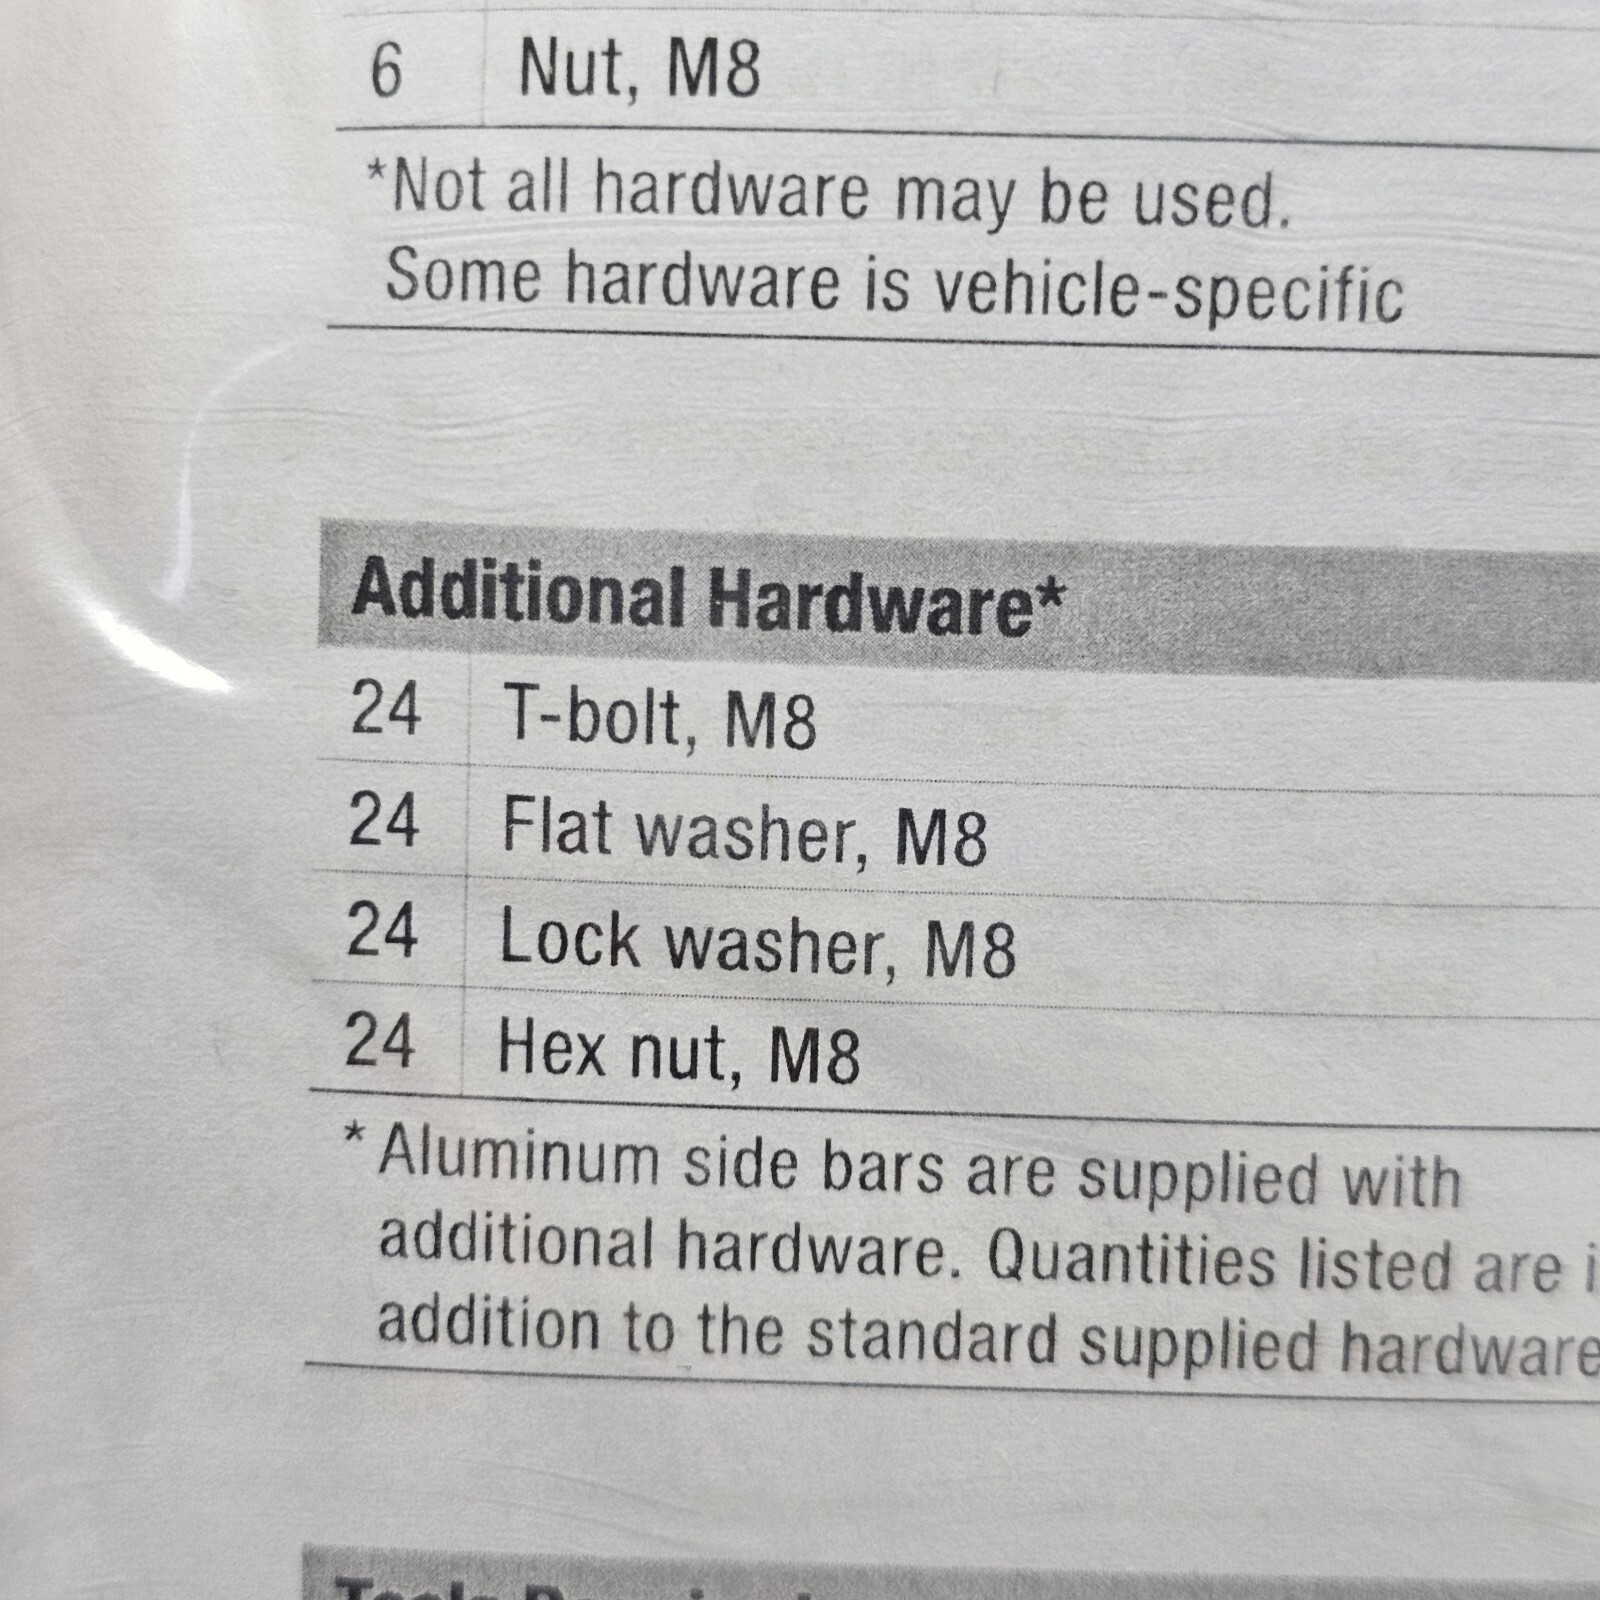 6 Nut, M8
*Not all hardware may be used.
Some hardware is vehicle-specific
Additional Hardware*
24 T-bolt, M8
24 Flat washer, M8
24 Lock washer, M8
24 Hex nut, M8
* Aluminum side bars are supplied with
additional hardware. Quantities listed are
addition to the standard supplied hardware